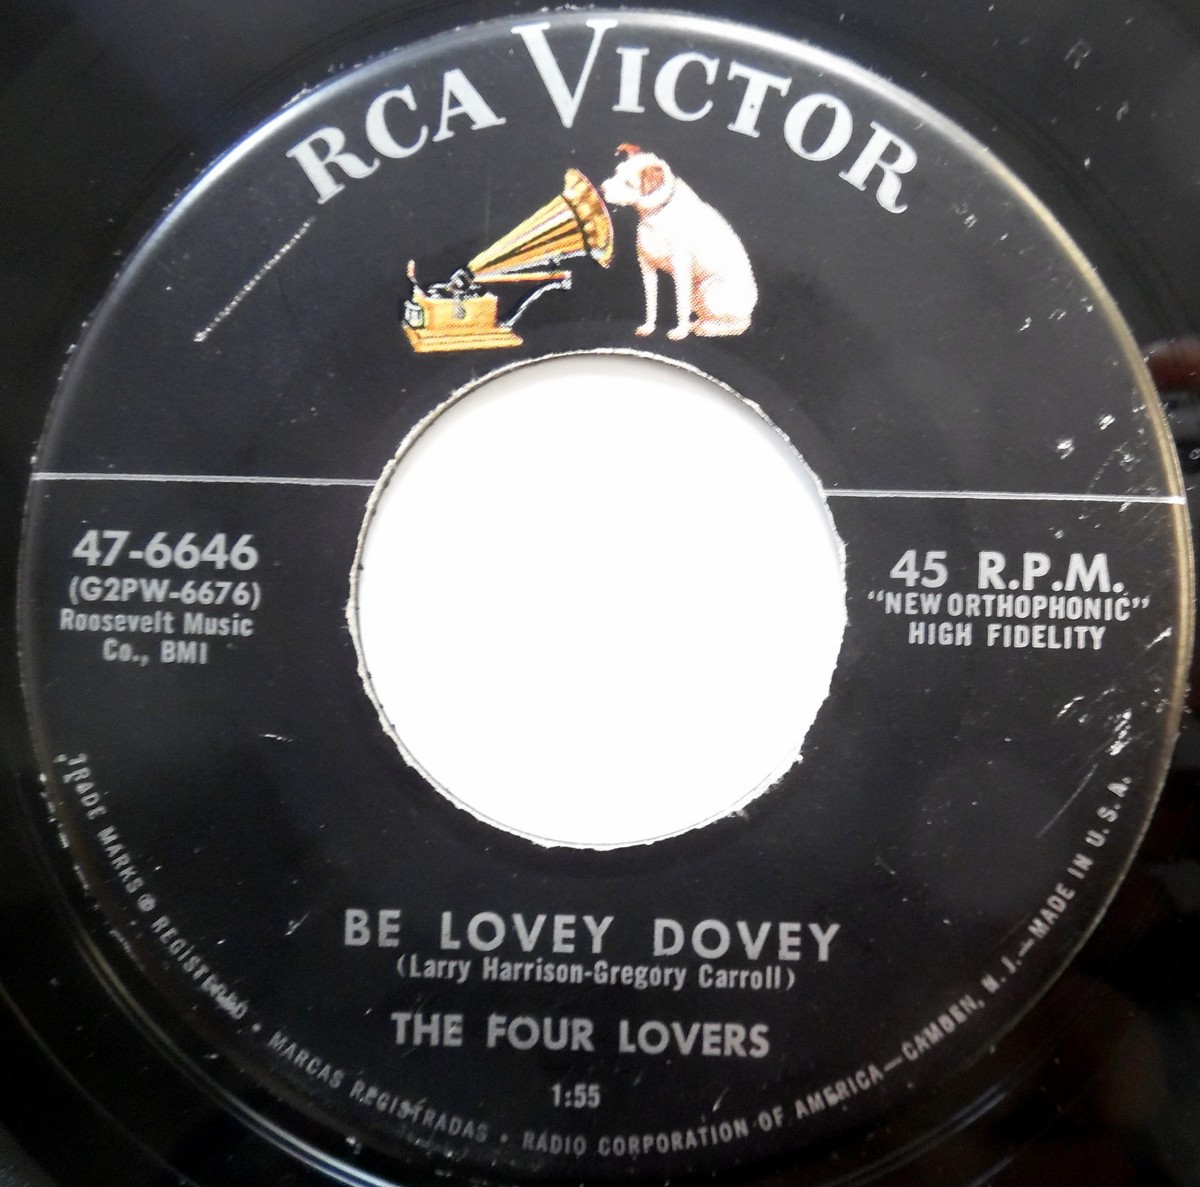 RCA VICTOR
47-6646
(G2PW-6676)
Roosevelt Music
Co., BMI
45 R.P.M.
"NEW ORTHOPHONIC"
HIGH FIDELITY
BE LOVEY DOVEY
(Larry Harrison-Gregory Carroll)
THE FOUR LOVERS
1:55
TRADE MARKS ® REGISTERED • MARCAS REGISTRADAS • RADIO CORPORATION OF AMERICA—CAMDEN, N. J.—MADE IN U. S. A.